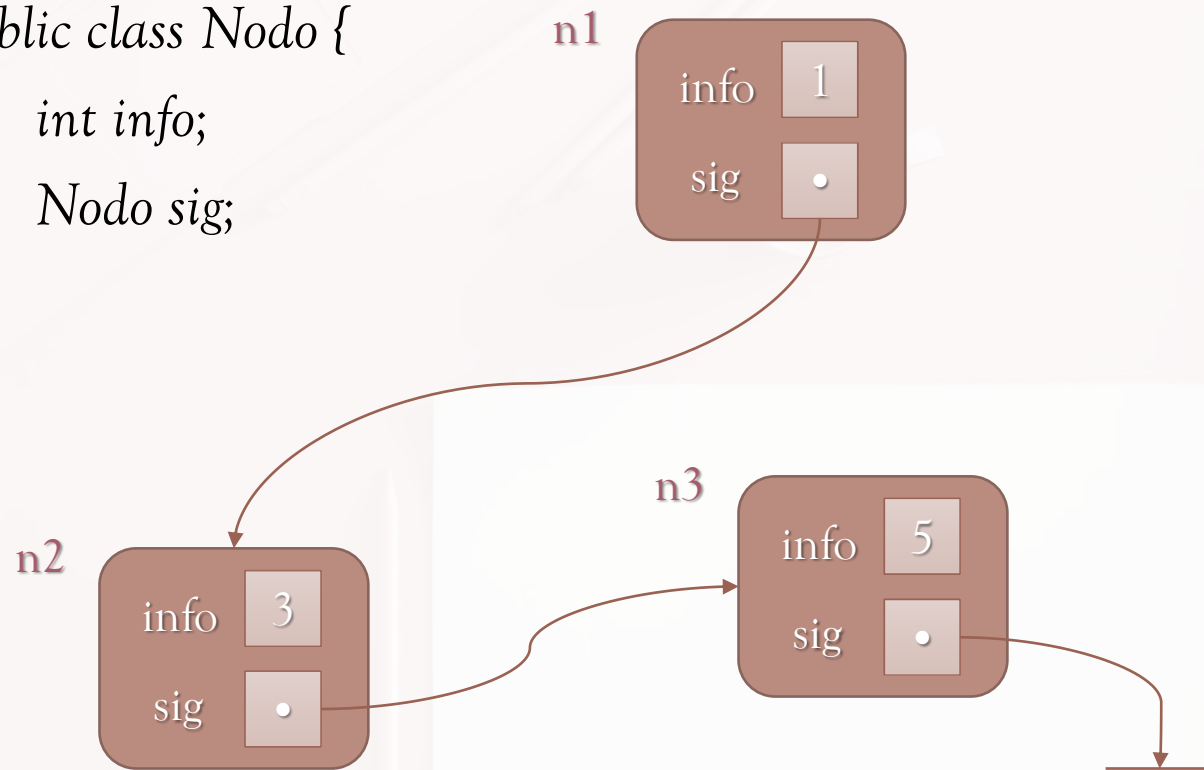 blic class Nodo {
int info;
Nodo sig;
n1
info 1
sig
n2
info 3
sig
n3
info 5
sig